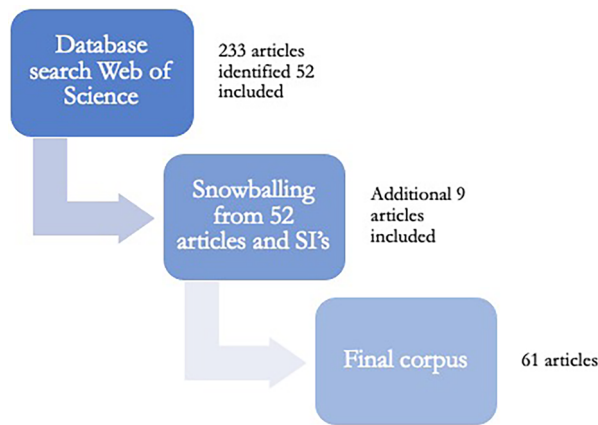 Database
search Web of
Science
233 articles
identified 52
included
Snowballing
from 52
articles and SI's
Additional 9
articles
included
Final corpus
61 articles